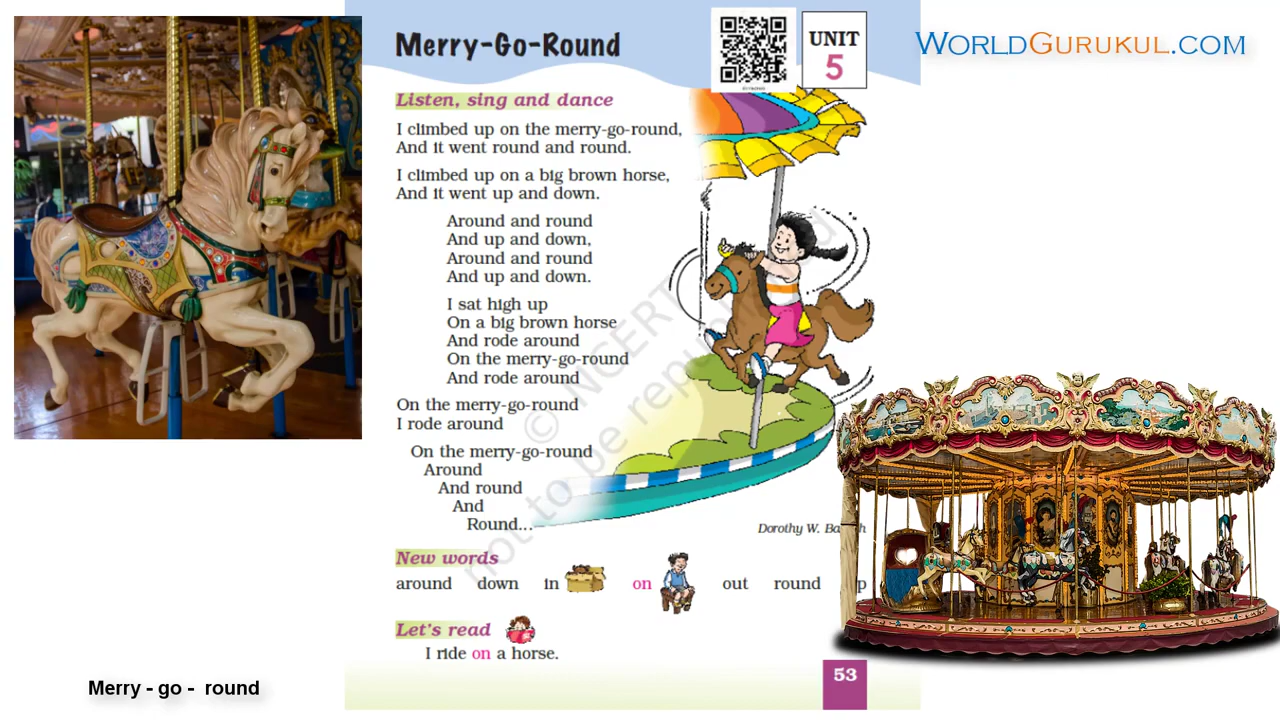 Merry-Go-Round
UNIT
5
WORLDGURUKUL.COM
Listen, sing and dance
I climbed up on the merry-go-round,
And it went round and round.
I climbed up on a big brown horse,
And it went up and down.
Around and round
And up and down,
Around and round
And up and down.
I sat high up
On a big brown horse
And rode around
On the merry-go-round
And rode around
On the merry-go-round
I rode around
On the merry-go-round
Around
And round
And
Round...
Dorothy W.
New words
around down in on out round
Let's read
I ride on a horse.
53
Merry - go - round
© NCERT
not to be